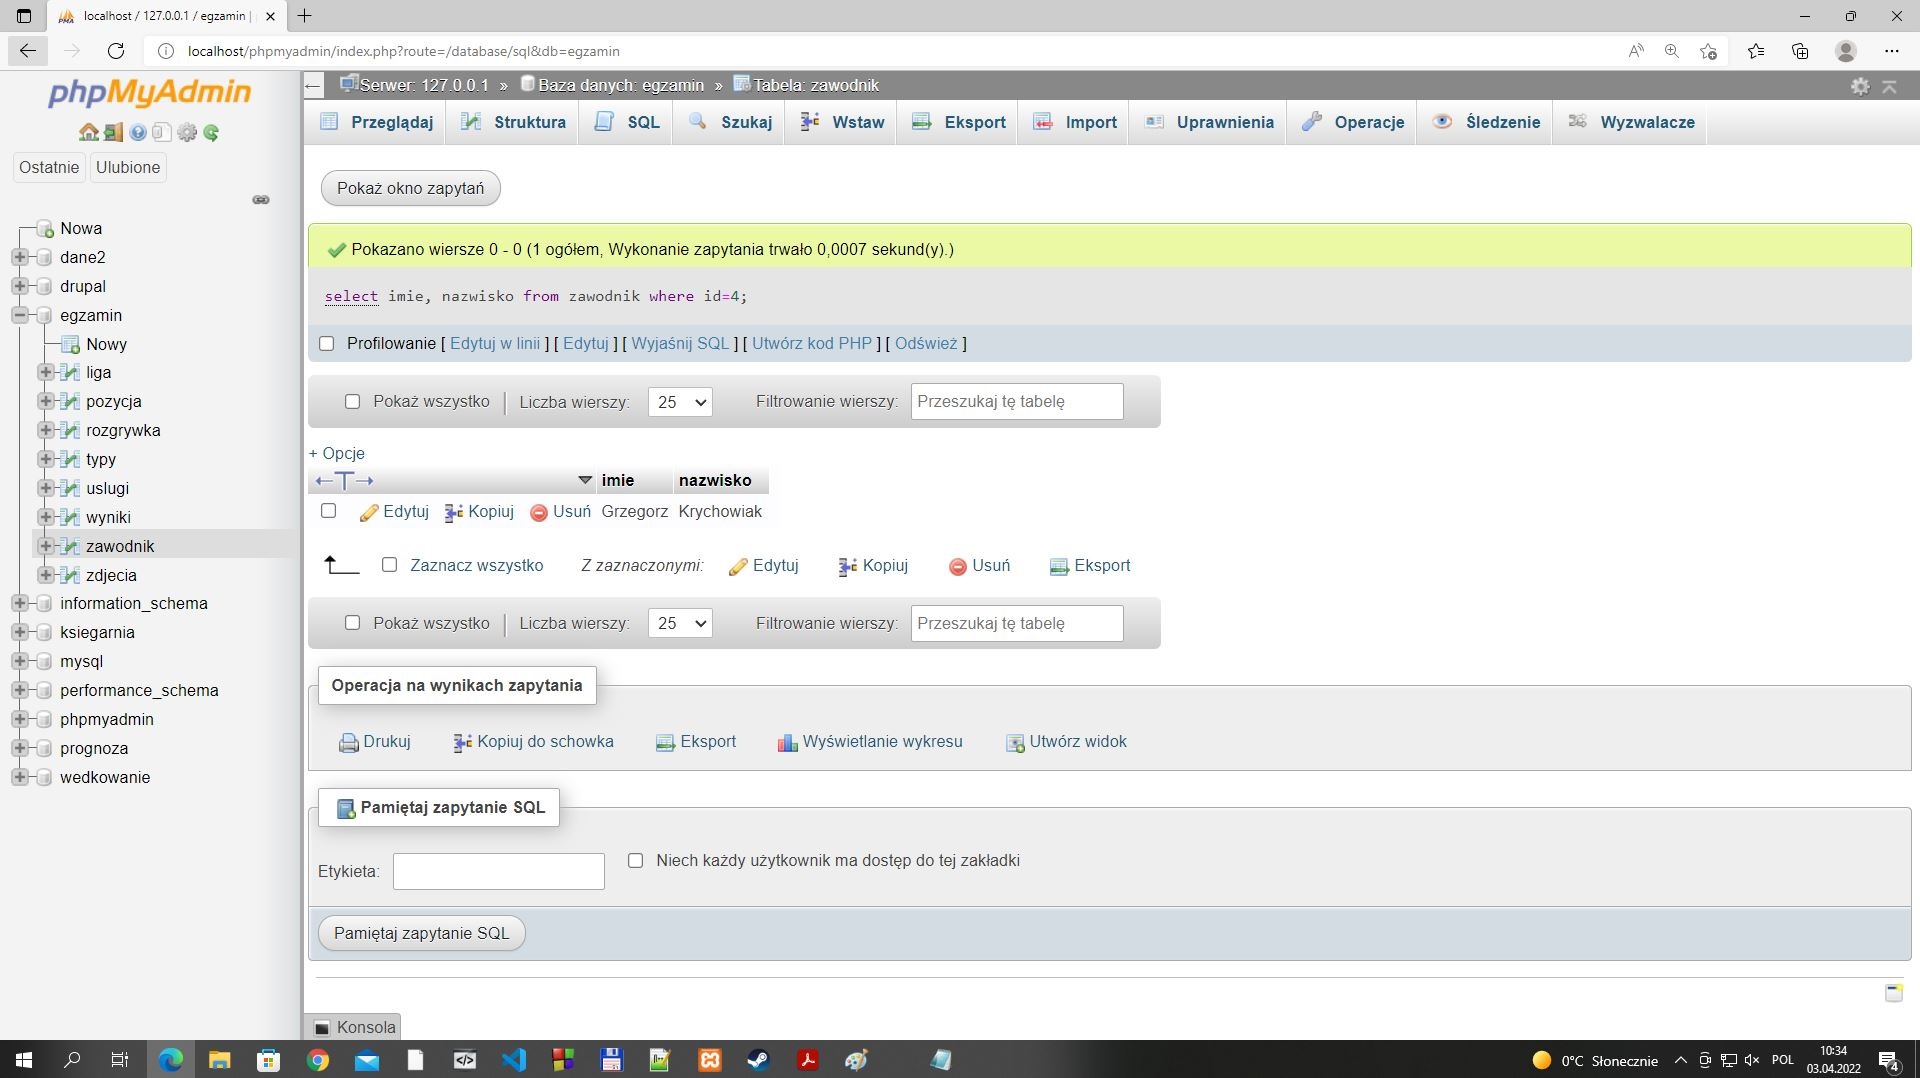 localhost / 127.0.0.1 / egzamin |
localhost/phpmyadmin/index.php?route=/database/sql&db=egzamin
phpMyAdmin
Ostatnie Ulubione
Nowa
dane2
drupal
egzamin
Nowy
liga
pozycja
rozgrywka
typy
uslugi
wyniki
zawodnik
zdjecia
information_schema
ksiegarnia
mysql
performance_schema
phpmyadmin
prognoza
wedkowanie
Serwer: 127.0.0.1 » Baza danych: egzamin » Tabela: zawodnik
Przeglądaj Struktura SQL Szukaj Wstaw Eksport Import Uprawnienia Operacje Śledzenie Wyzwalacze
Pokaż okno zapytań
Pokazano wiersze 0 - 0 (1 ogółem, Wykonanie zapytania trwało 0,0007 sekund(y).)
select imie, nazwisko from zawodnik where id=4;
Profilowanie [ Edytuj w linii ] [ Edytuj ] [ Wyjaśnij SQL ] [ Utwórz kod PHP ] [ Odśwież ]
Pokaż wszystko | Liczba wierszy: 25 Filtrowanie wierszy: Przeszukaj tę tabelę
+ Opcje
←T→ imie nazwisko
Edytuj Kopiuj Usuń Grzegorz Krychowiak
Zaznacz wszystko Z zaznaczonymi: Edytuj Kopiuj Usuń Eksport
Pokaż wszystko | Liczba wierszy: 25 Filtrowanie wierszy: Przeszukaj tę tabelę
Operacja na wynikach zapytania
Drukuj Kopiuj do schowka Eksport Wyświetlanie wykresu Utwórz widok
Pamiętaj zapytanie SQL
Etykieta: Niech każdy użytkownik ma dostęp do tej zakładki
Pamiętaj zapytanie SQL
Konsola
0°C Słonecznie POL 10:34
03.04.2022 4